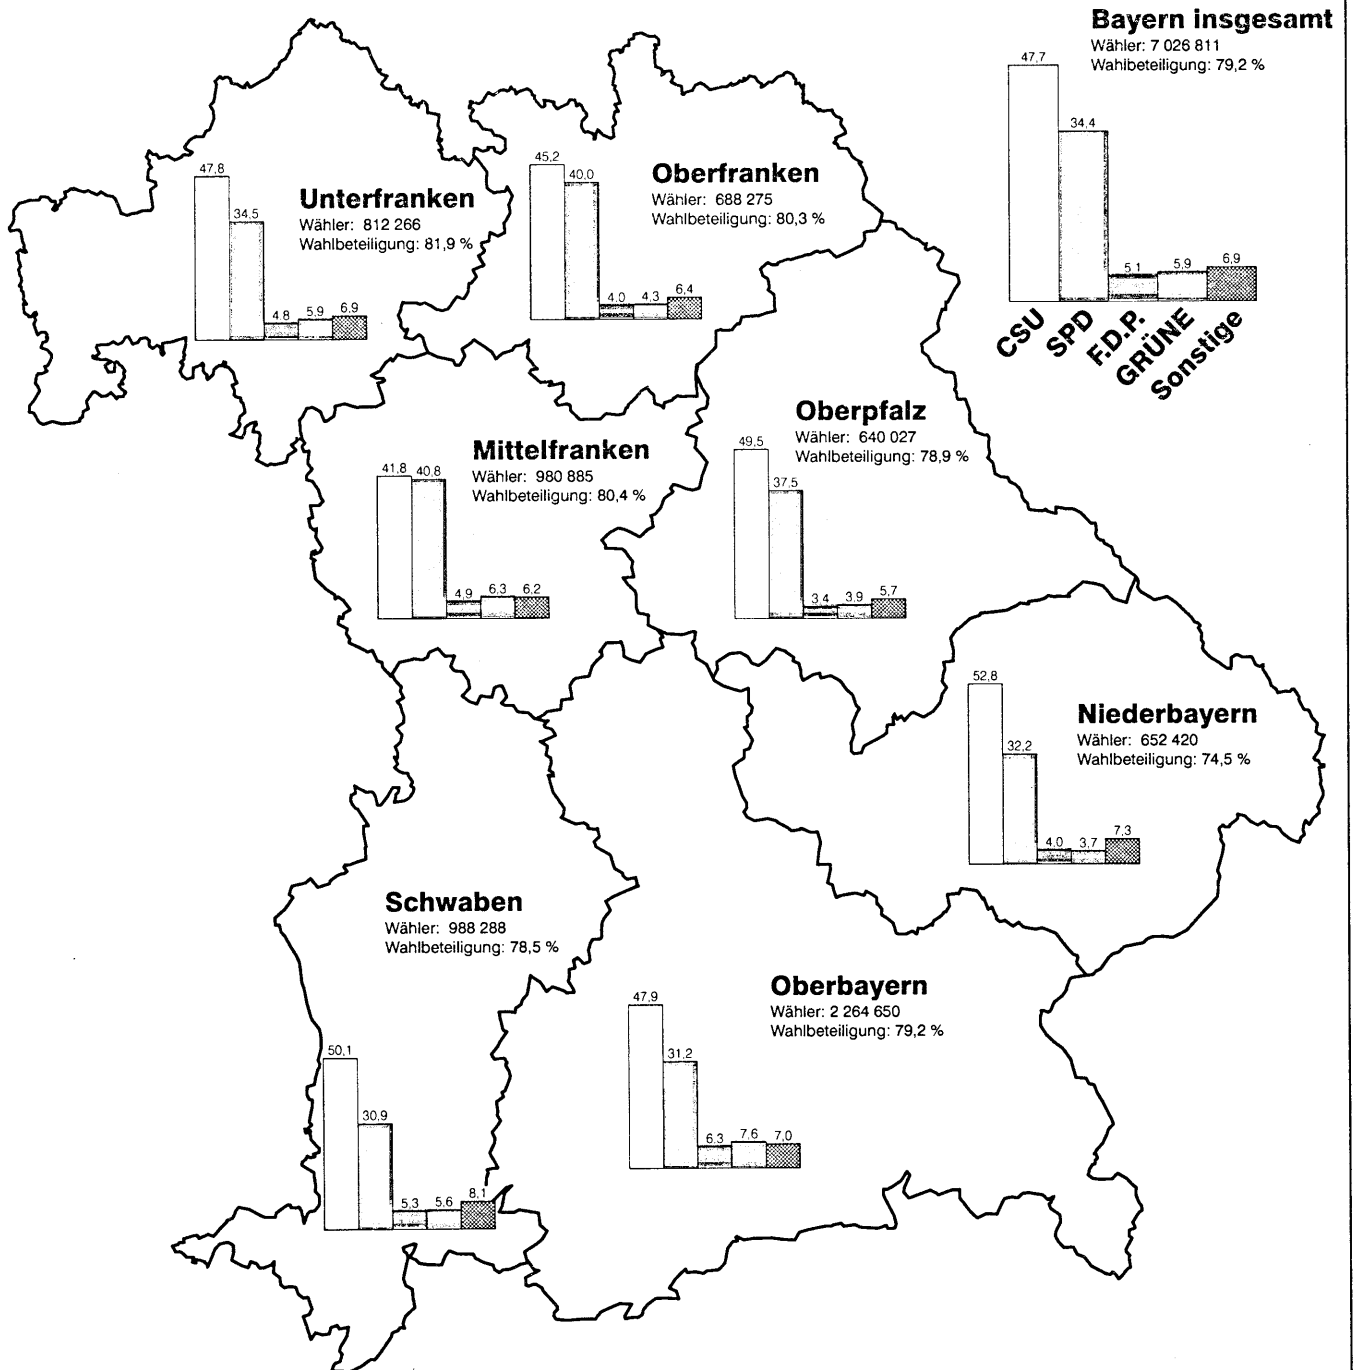 Bayern insgesamt
Wähler: 7 026 811
Wahlbeteiligung: 79,2 %
47,7
34,4
5,1
5,9
6,9
CSU
SPD
F.D.P.
GRÜNE
Sonstige
Unterfranken
Wähler: 812 266
Wahlbeteiligung: 81,9 %
47,8
34,5
4,8
5,9
6,9
Oberfranken
Wähler: 688 275
Wahlbeteiligung: 80,3 %
45,2
40,0
4,0
4,3
6,4
Mittelfranken
Wähler: 980 885
Wahlbeteiligung: 80,4 %
41,8
40,8
4,9
6,3
6,2
Oberpfalz
Wähler: 640 027
Wahlbeteiligung: 78,9 %
49,5
37,5
3,4
3,9
5,7
Niederbayern
Wähler: 652 420
Wahlbeteiligung: 74,5 %
52,8
32,2
4,0
3,7
7,3
Schwaben
Wähler: 988 288
Wahlbeteiligung: 78,5 %
50,1
30,9
5,3
5,6
8,1
Oberbayern
Wähler: 2 264 650
Wahlbeteiligung: 79,2 %
47,9
31,2
6,3
7,6
7,0